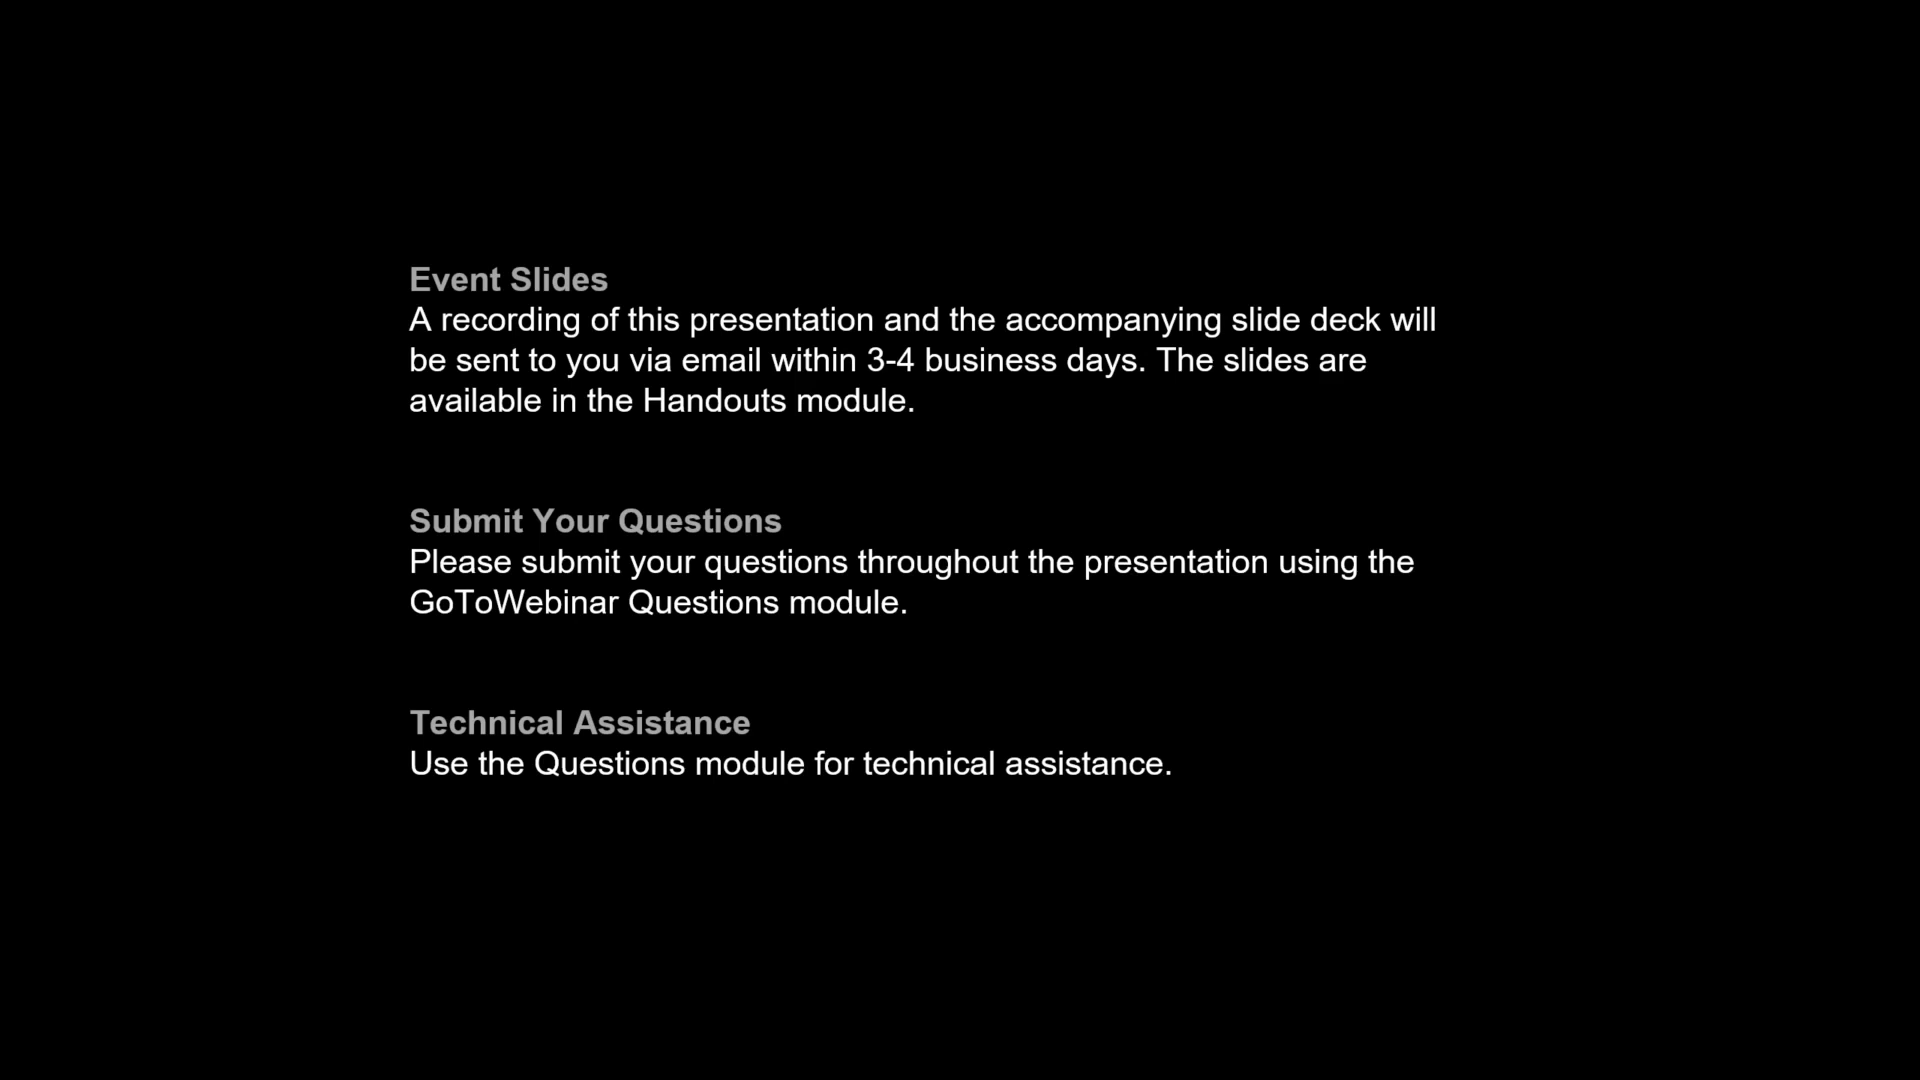 Event Slides
A recording of this presentation and the accompanying slide deck will
be sent to you via email within 3-4 business days. The slides are
available in the Handouts module.
Submit Your Questions
Please submit your questions throughout the presentation using the
GoToWebinar Questions module.
Technical Assistance
Use the Questions module for technical assistance.